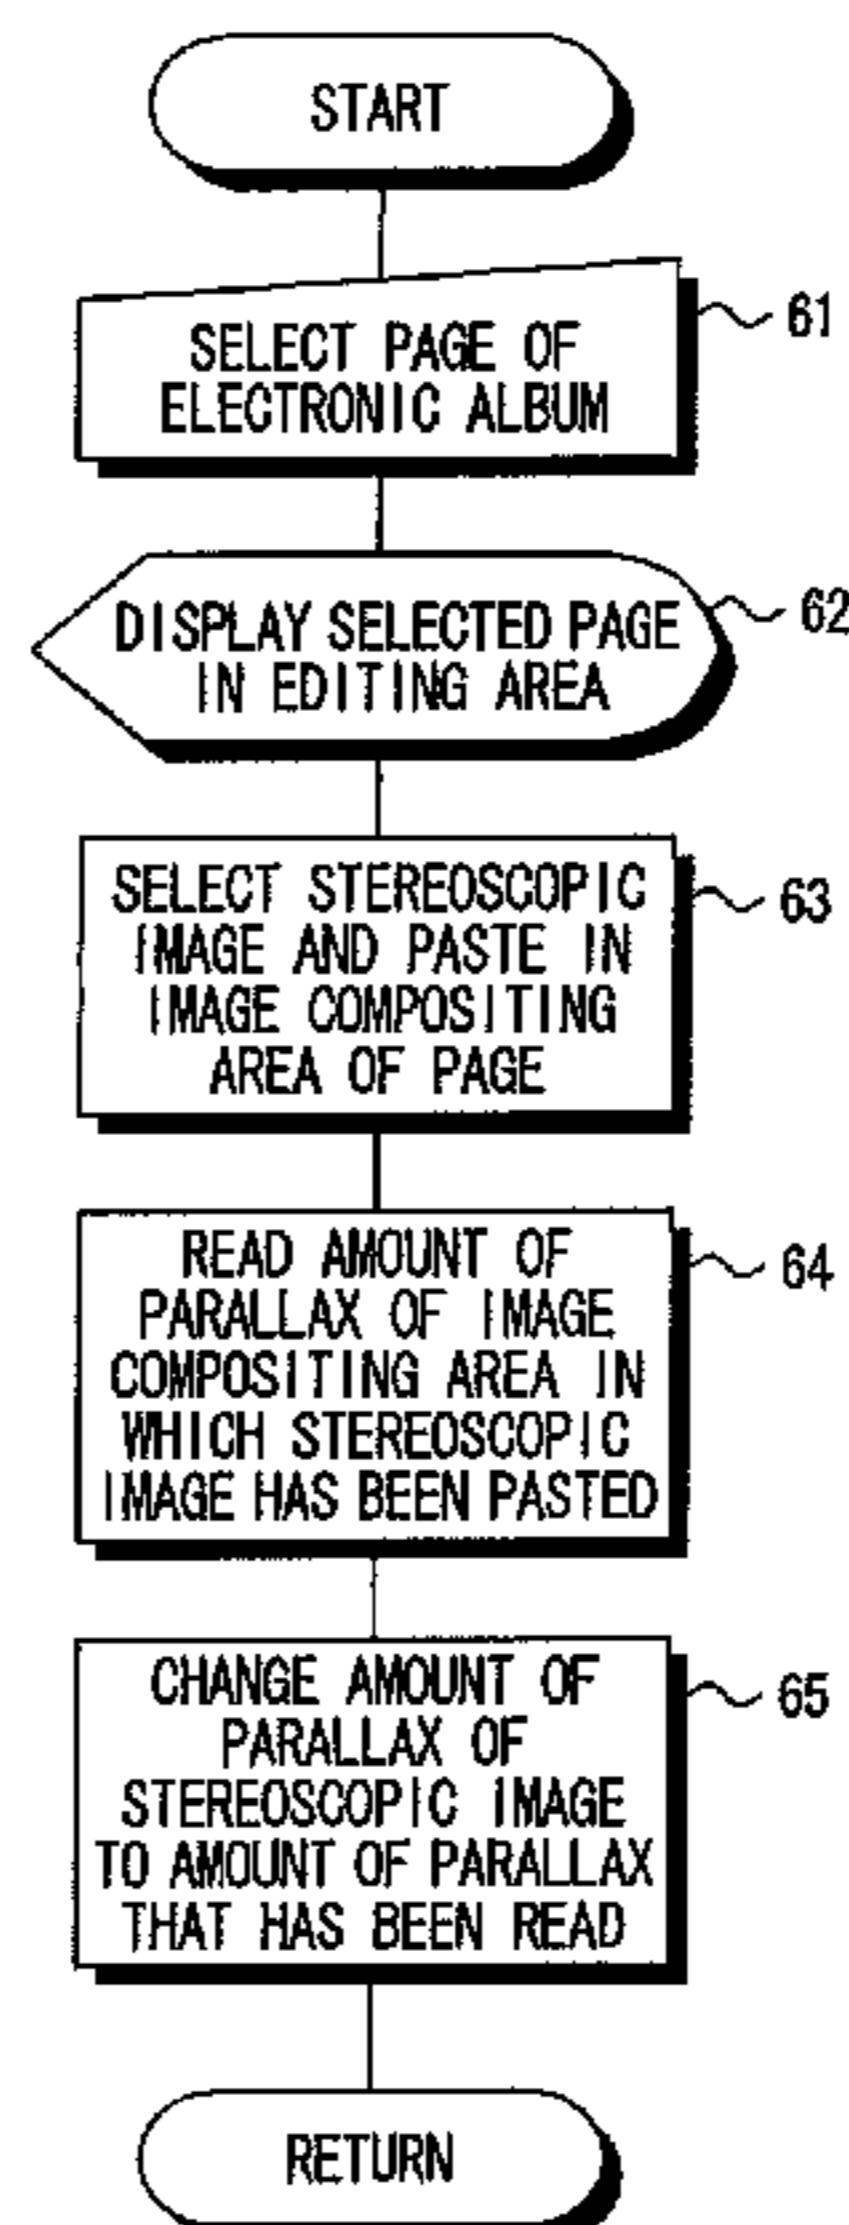 START
SELECT PAGE OF
ELECTRONIC ALBUM
61
DISPLAY SELECTED PAGE
IN EDITING AREA
62
SELECT STEREOSCOPIC
IMAGE AND PASTE IN
IMAGE COMPOSITING
AREA OF PAGE
63
READ AMOUNT OF
PARALLAX OF IMAGE
COMPOSITING AREA IN
WHICH STEREOSCOPIC
IMAGE HAS BEEN PASTED
64
CHANGE AMOUNT OF
PARALLAX OF
STEREOSCOPIC IMAGE
TO AMOUNT OF PARALLAX
THAT HAS BEEN READ
65
RETURN